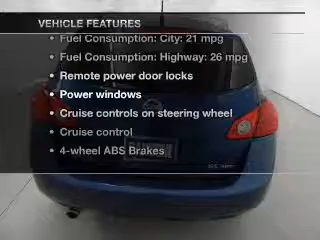 VEHICLE FEATURES
• Fuel Consumption: City: 21 mpg
• Fuel Consumption: Highway: 26 mpg
• Remote power door locks
• Power windows
• Cruise controls on steering wheel
• Cruise control
• 4-wheel ABS Brakes